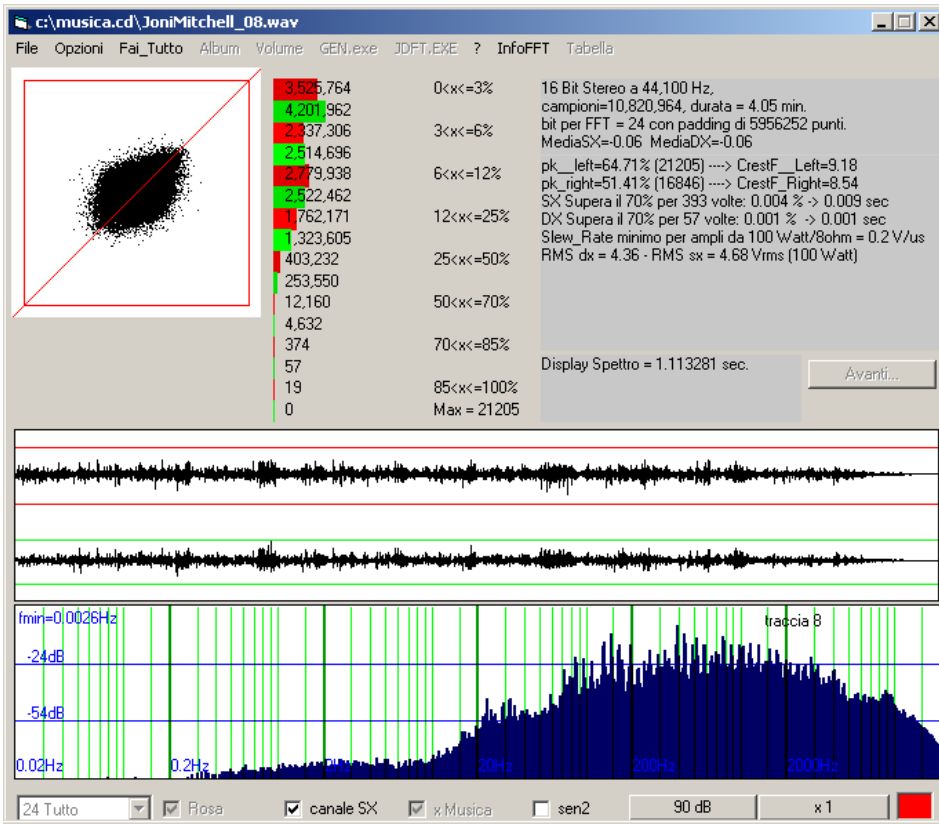 c:\musica.cd\JoniMitchell_08.wav
File Opzioni Fai_Tutto Album Volume GEN.exe JDFT.EXE ? InfoFFT Tabella
3,525,764 0<x<=3%
4,201,962
2,337,306 3<x<=6%
2,514,696
2,779,938 6<x<=12%
2,522,462
1,762,171 12<x<=25%
1,323,605
403,232 25<x<=50%
253,550
12,160 50<x<=70%
4,632
374 70<x<=85%
57
19 85<x<=100%
0 Max = 21205
16 Bit Stereo a 44,100 Hz,
campioni=10,820,964, durata = 4.05 min.
bit per FFT = 24 con padding di 5956252 punti.
MediaSX=-0.06 MediaDX=-0.06
pk__left=64.71% (21205) ----> CrestF__Left=9.18
pk_right=51.41% (16846) ----> CrestF_Right=8.54
SX Supera il 70% per 393 volte: 0.004 % -> 0.009 sec
DX Supera il 70% per 57 volte: 0.001 % -> 0.001 sec
Slew_Rate minimo per ampli da 100 Watt/8ohm = 0.2 V/us
RMS dx = 4.36 - RMS sx = 4.68 Vrms (100 Watt)
Display Spettro = 1.113281 sec.
Avanti...
fmin=0.0026Hz
traccia 8
-24dB
-54dB
0.02Hz 0.2Hz 2Hz 20Hz 200Hz 2000Hz
24 Tutto Rosa canale SX x Musica sen2 90 dB x 1